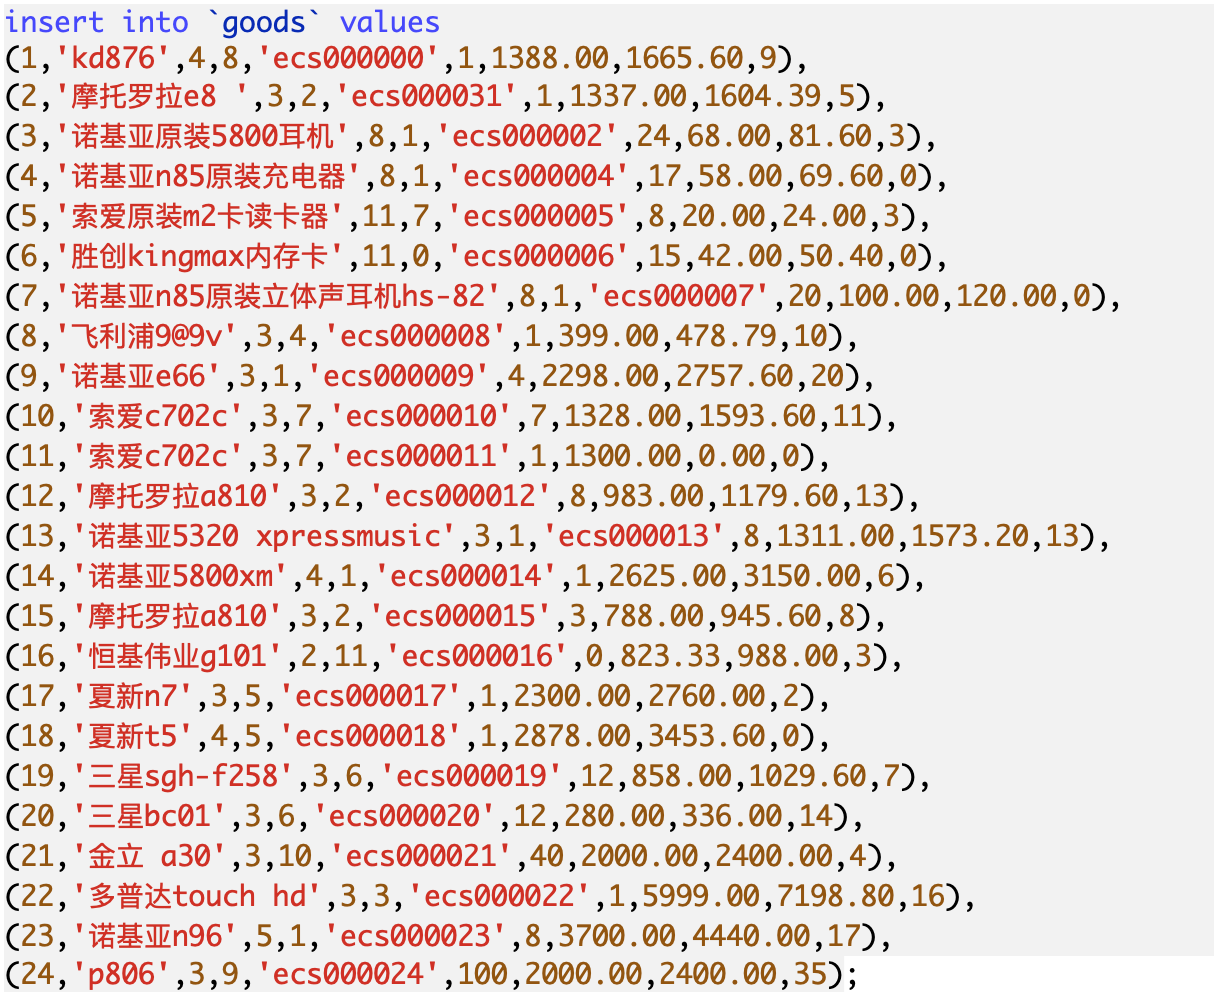 insert into `goods` values
(1,'kd876',4,8,'ecs000000',1,1388.00,1665.60,9),
(2,'摩托罗拉e8 ',3,2,'ecs000031',1,1337.00,1604.39,5),
(3,'诺基亚原装5800耳机',8,1,'ecs000002',24,68.00,81.60,3),
(4,'诺基亚n85原装充电器',8,1,'ecs000004',17,58.00,69.60,0),
(5,'索爱原装m2卡读卡器',11,7,'ecs000005',8,20.00,24.00,3),
(6,'胜创kingmax内存卡',11,0,'ecs000006',15,42.00,50.40,0),
(7,'诺基亚n85原装立体声耳机hs-82',8,1,'ecs000007',20,100.00,120.00,0),
(8,'飞利浦9@9v',3,4,'ecs000008',1,399.00,478.79,10),
(9,'诺基亚e66',3,1,'ecs000009',4,2298.00,2757.60,20),
(10,'索爱c702c',3,7,'ecs000010',7,1328.00,1593.60,11),
(11,'索爱c702c',3,7,'ecs000011',1,1300.00,0.00,0),
(12,'摩托罗拉a810',3,2,'ecs000012',8,983.00,1179.60,13),
(13,'诺基亚5320 xpressmusic',3,1,'ecs000013',8,1311.00,1573.20,13),
(14,'诺基亚5800xm',4,1,'ecs000014',1,2625.00,3150.00,6),
(15,'摩托罗拉a810',3,2,'ecs000015',3,788.00,945.60,8),
(16,'恒基伟业g101',2,11,'ecs000016',0,823.33,988.00,3),
(17,'夏新n7',3,5,'ecs000017',1,2300.00,2760.00,2),
(18,'夏新t5',4,5,'ecs000018',1,2878.00,3453.60,0),
(19,'三星sgh-f258',3,6,'ecs000019',12,858.00,1029.60,7),
(20,'三星bc01',3,6,'ecs000020',12,280.00,336.00,14),
(21,'金立 a30',3,10,'ecs000021',40,2000.00,2400.00,4),
(22,'多普达touch hd',3,3,'ecs000022',1,5999.00,7198.80,16),
(23,'诺基亚n96',5,1,'ecs000023',8,3700.00,4440.00,17),
(24,'p806',3,9,'ecs000024',100,2000.00,2400.00,35);